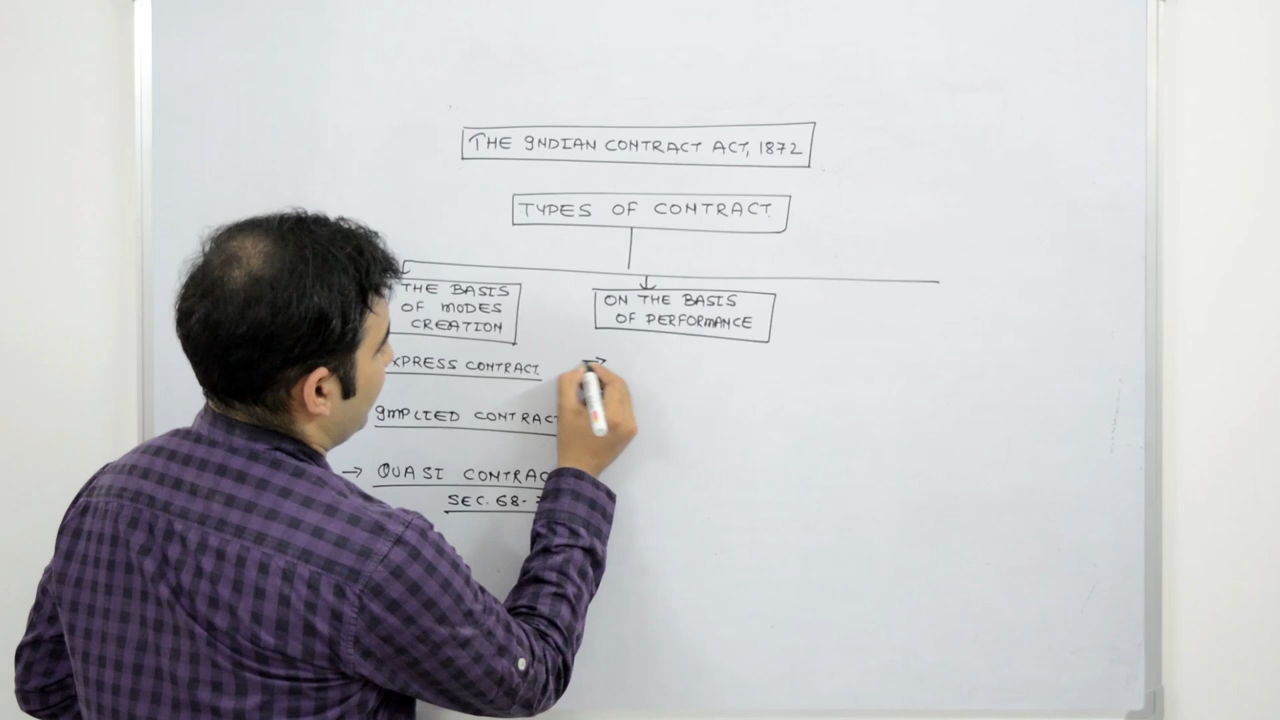 THE INDIAN CONTRACT ACT, 1872
TYPES OF CONTRACT
THE BASIS
OF MODES
CREATION
ON THE BASIS
OF PERFORMANCE
XPRESS CONTRACT
IMPLIED CONTRACT
→ QUASI CONTRAC
SEC. 68-
→